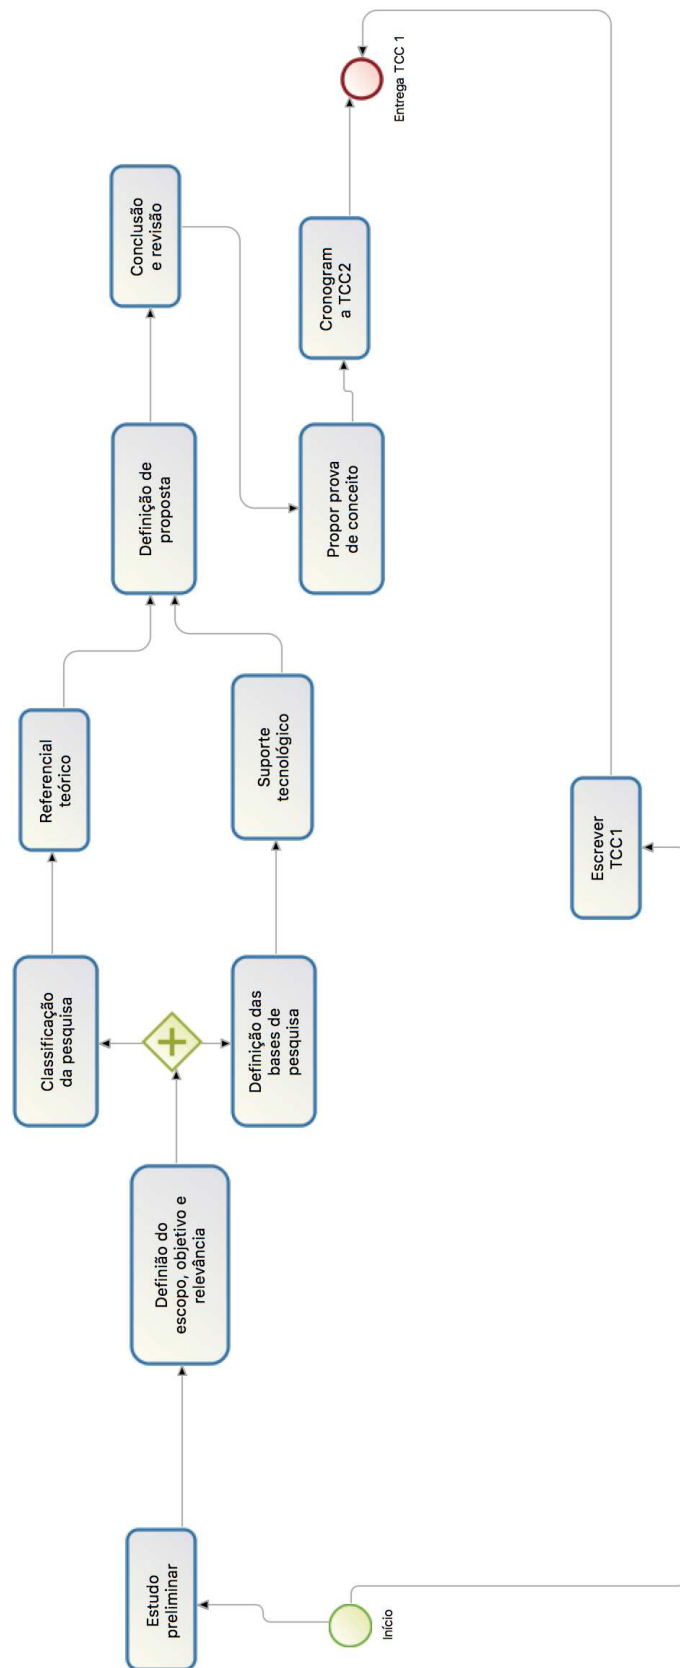 Início
Estudo
preliminar
Definião do
escopo, objetivo e
relevância
Classificação
da pesquisa
Definição das
bases de
pesquisa
Referencial
teórico
Suporte
tecnológico
Definição de
proposta
Conclusão
e revisão
Propor prova
de conceito
Cronogram
a TCC2
Escrever
TCC1
Entrega TCC 1